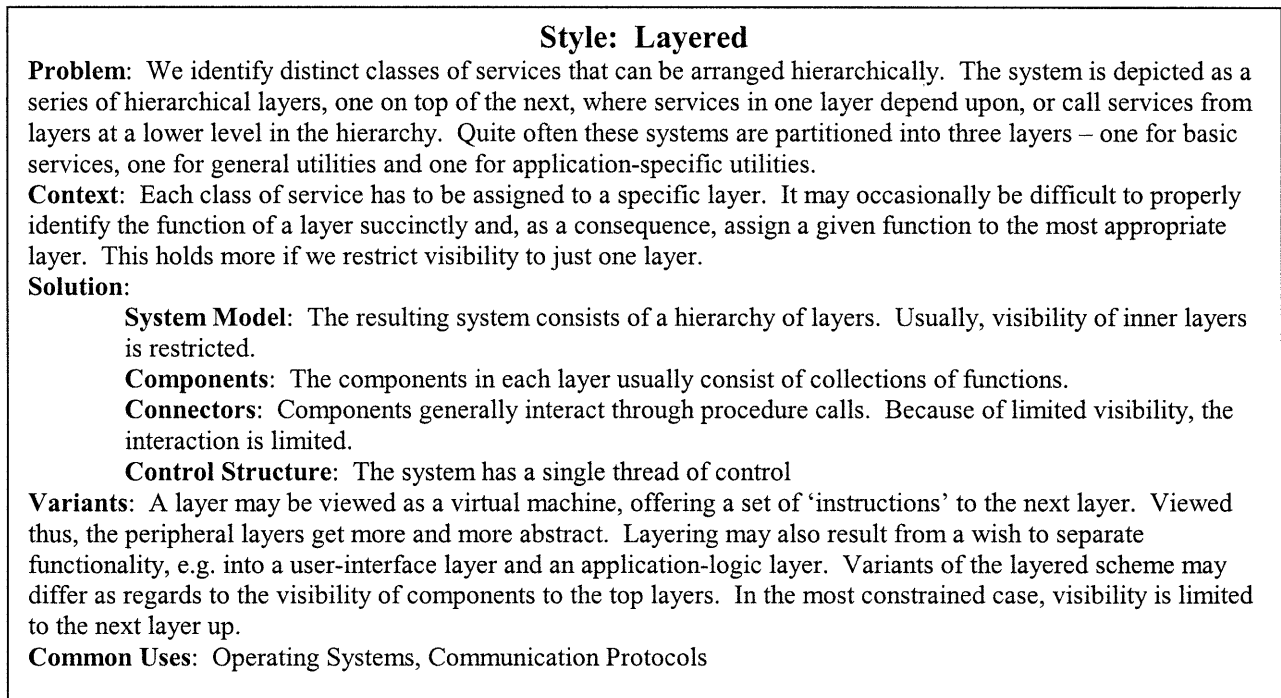 Style: Layered
Problem: We identify distinct classes of services that can be arranged hierarchically. The system is depicted as a
series of hierarchical layers, one on top of the next, where services in one layer depend upon, or call services from
layers at a lower level in the hierarchy. Quite often these systems are partitioned into three layers – one for basic
services, one for general utilities and one for application-specific utilities.
Context: Each class of service has to be assigned to a specific layer. It may occasionally be difficult to properly
identify the function of a layer succinctly and, as a consequence, assign a given function to the most appropriate
layer. This holds more if we restrict visibility to just one layer.
Solution:
System Model: The resulting system consists of a hierarchy of layers. Usually, visibility of inner layers
is restricted.
Components: The components in each layer usually consist of collections of functions.
Connectors: Components generally interact through procedure calls. Because of limited visibility, the
interaction is limited.
Control Structure: The system has a single thread of control
Variants: A layer may be viewed as a virtual machine, offering a set of ‘instructions’ to the next layer. Viewed
thus, the peripheral layers get more and more abstract. Layering may also result from a wish to separate
functionality, e.g. into a user-interface layer and an application-logic layer. Variants of the layered scheme may
differ as regards to the visibility of components to the top layers. In the most constrained case, visibility is limited
to the next layer up.
Common Uses: Operating Systems, Communication Protocols